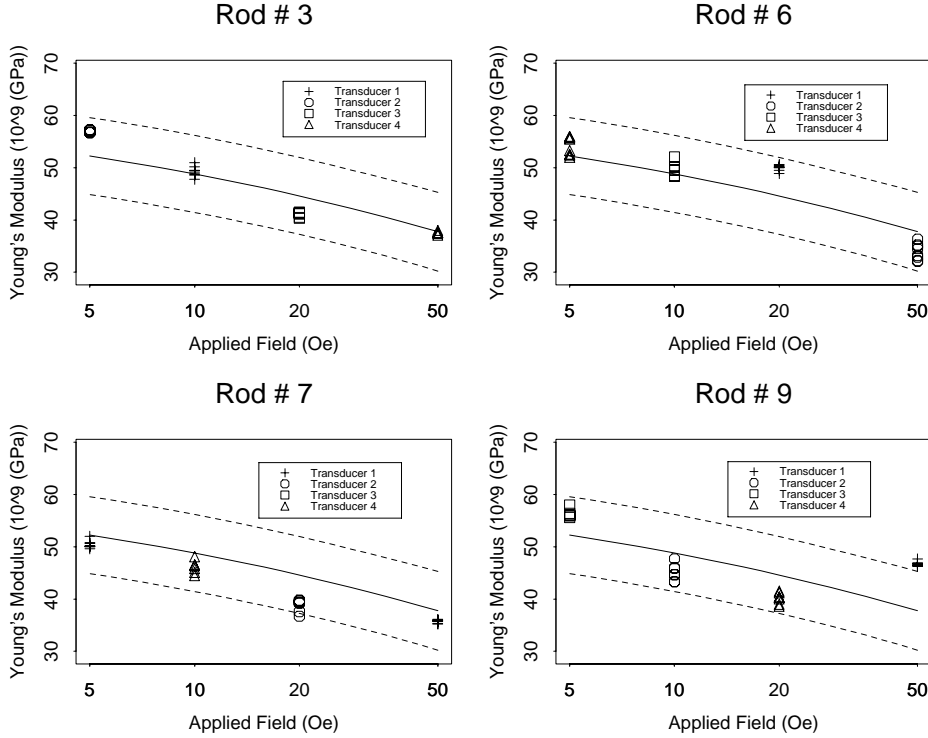 Rod # 3
Young's Modulus (10^9 (GPa))
70
60
50
40
30
Transducer 1
Transducer 2
Transducer 3
Transducer 4
5
10
20
50
Applied Field (Oe)
Rod # 6
Young's Modulus (10^9 (GPa))
70
60
50
40
30
Transducer 1
Transducer 2
Transducer 3
Transducer 4
5
10
20
50
Applied Field (Oe)
Rod # 7
Young's Modulus (10^9 (GPa))
70
60
50
40
30
Transducer 1
Transducer 2
Transducer 3
Transducer 4
5
10
20
50
Applied Field (Oe)
Rod # 9
Young's Modulus (10^9 (GPa))
70
60
50
40
30
Transducer 1
Transducer 2
Transducer 3
Transducer 4
5
10
20
50
Applied Field (Oe)